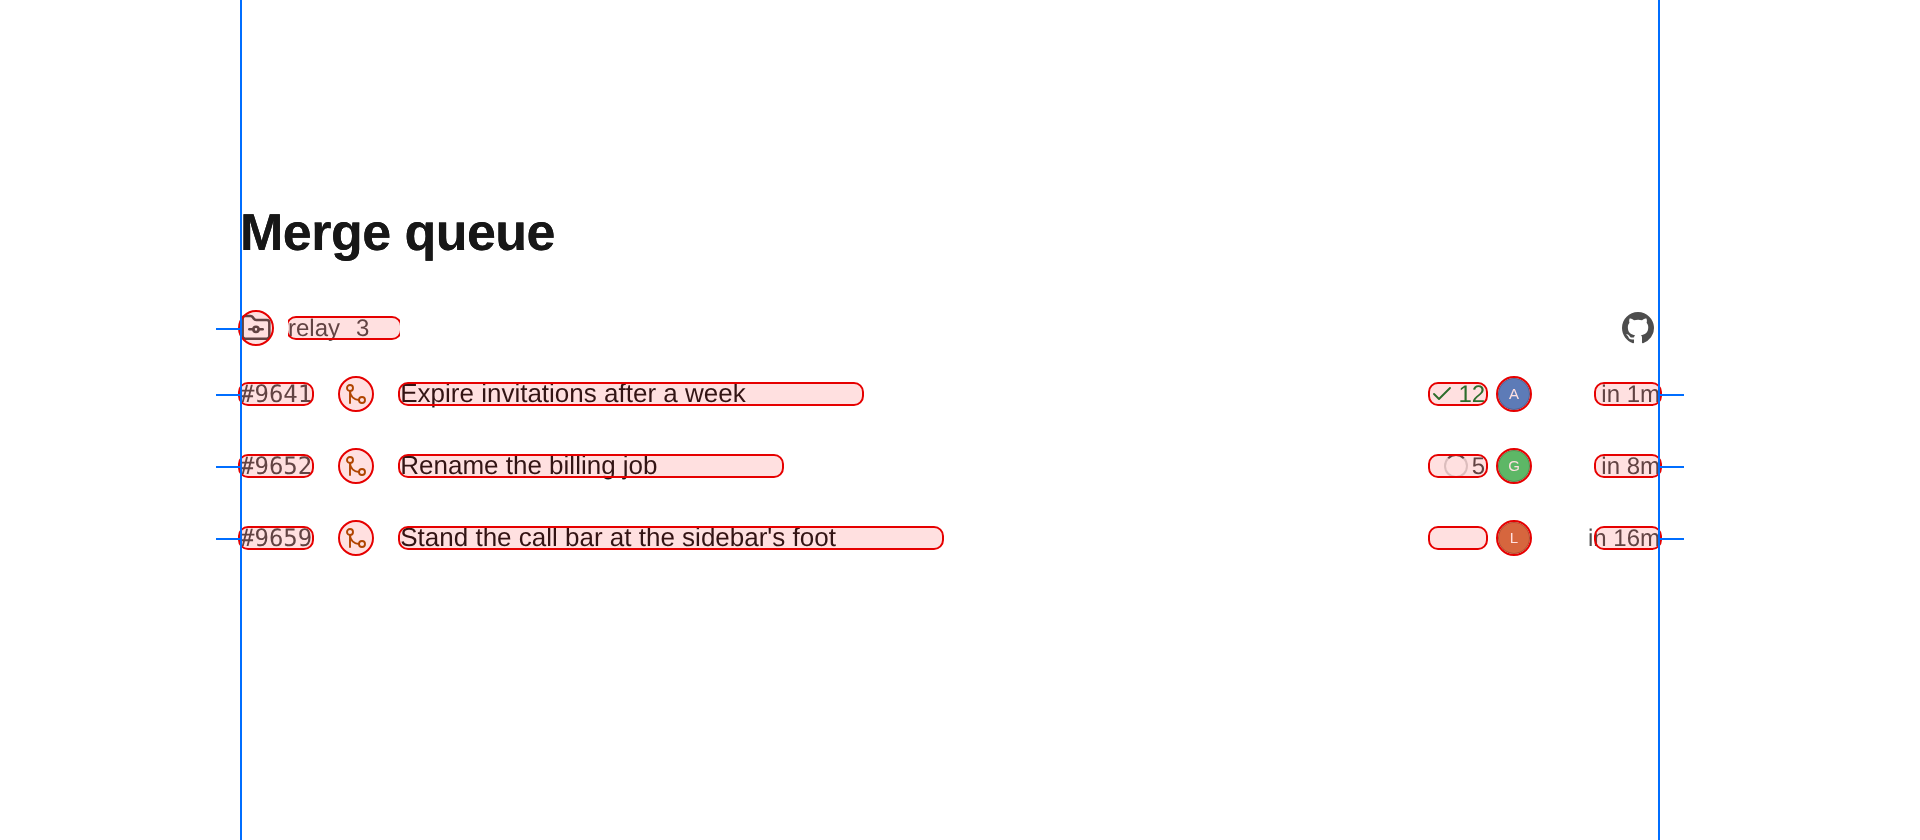 Merge queue
relay 3
#9641 Expire invitations after a week 12 A in 1m
#9652 Rename the billing job 5 G in 8m
#9659 Stand the call bar at the sidebar's foot L in 16m